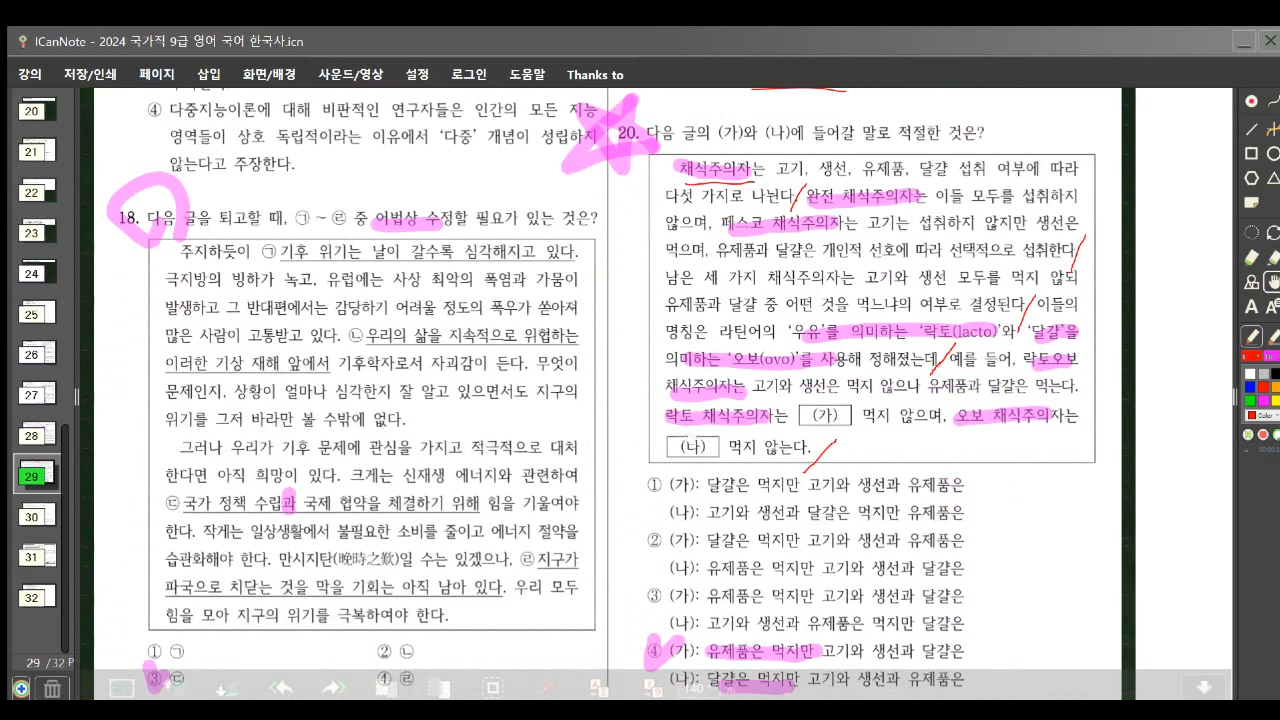 ICanNote - 2024 국가직 9급 영어 국어 한국사.icn
강의 저장/인쇄 페이지 삽입 화면/배경 사운드/영상 설정 로그인 도움말 Thanks to
20
21
22
23
24
25
26
27
28
29
30
31
32
29 /32 P
④ 다중지능이론에 대해 비판적인 연구자들은 인간의 모든 지능
영역들이 상호 독립적이라는 이유에서 ‘다중’ 개념이 성립하지
않는다고 주장한다.
18. 다음 글을 퇴고할 때, ㉠ ~ ㉣ 중 어법상 수정할 필요가 있는 것은?
주지하듯이 ㉠ 기후 위기는 날이 갈수록 심각해지고 있다.
극지방의 빙하가 녹고, 유럽에는 사상 최악의 폭염과 가뭄이
발생하고 그 반대편에서는 감당하기 어려울 정도의 폭우가 쏟아져
많은 사람이 고통받고 있다. ㉡ 우리의 삶을 지속적으로 위협하는
이러한 기상 재해 앞에서 기후학자로서 자괴감이 든다. 무엇이
문제인지, 상황이 얼마나 심각한지 잘 알고 있으면서도 지구의
위기를 그저 바라만 볼 수밖에 없다.
그러나 우리가 기후 문제에 관심을 가지고 적극적으로 대처
한다면 아직 희망이 있다. 크게는 신재생 에너지와 관련하여
㉢ 국가 정책 수립과 국제 협약을 체결하기 위해 힘을 기울여야
한다. 작게는 일상생활에서 불필요한 소비를 줄이고 에너지 절약을
습관화해야 한다. 만시지탄(晩時之歎)일 수는 있겠으나, ㉣ 지구가
파국으로 치닫는 것을 막을 기회는 아직 남아 있다. 우리 모두
힘을 모아 지구의 위기를 극복하여야 한다.
① ㉠ ② ㉡
③ ㉢ ④ ㉣
20. 다음 글의 (가)와 (나)에 들어갈 말로 적절한 것은?
채식주의자는 고기, 생선, 유제품, 달걀 섭취 여부에 따라
다섯 가지로 나뉜다. 완전 채식주의자는 이들 모두를 섭취하지
않으며, 페스코 채식주의자는 고기는 섭취하지 않지만 생선은
먹으며, 유제품과 달걀은 개인적 선호에 따라 선택적으로 섭취한다.
남은 세 가지 채식주의자는 고기와 생선 모두를 먹지 않되
유제품과 달걀 중 어떤 것을 먹느냐의 여부로 결정된다. 이들의
명칭은 라틴어의 ‘우유’를 의미하는 ‘락토(lacto)’와 ‘달걀’을
의미하는 ‘오보(ovo)’를 사용해 정해졌는데, 예를 들어, 락토오보
채식주의자는 고기와 생선은 먹지 않으나 유제품과 달걀은 먹는다.
락토 채식주의자는 (가) 먹지 않으며, 오보 채식주의자는
(나) 먹지 않는다.
① (가): 달걀은 먹지만 고기와 생선과 유제품은
(나): 고기와 생선과 달걀은 먹지만 유제품은
② (가): 달걀은 먹지만 고기와 생선과 유제품은
(나): 유제품은 먹지만 고기와 생선과 달걀은
③ (가): 유제품은 먹지만 고기와 생선과 달걀은
(나): 고기와 생선과 유제품은 먹지만 달걀은
④ (가): 유제품은 먹지만 고기와 생선과 달걀은
(나): 달걀은 먹지만 고기와 생선과 유제품은
140
Color